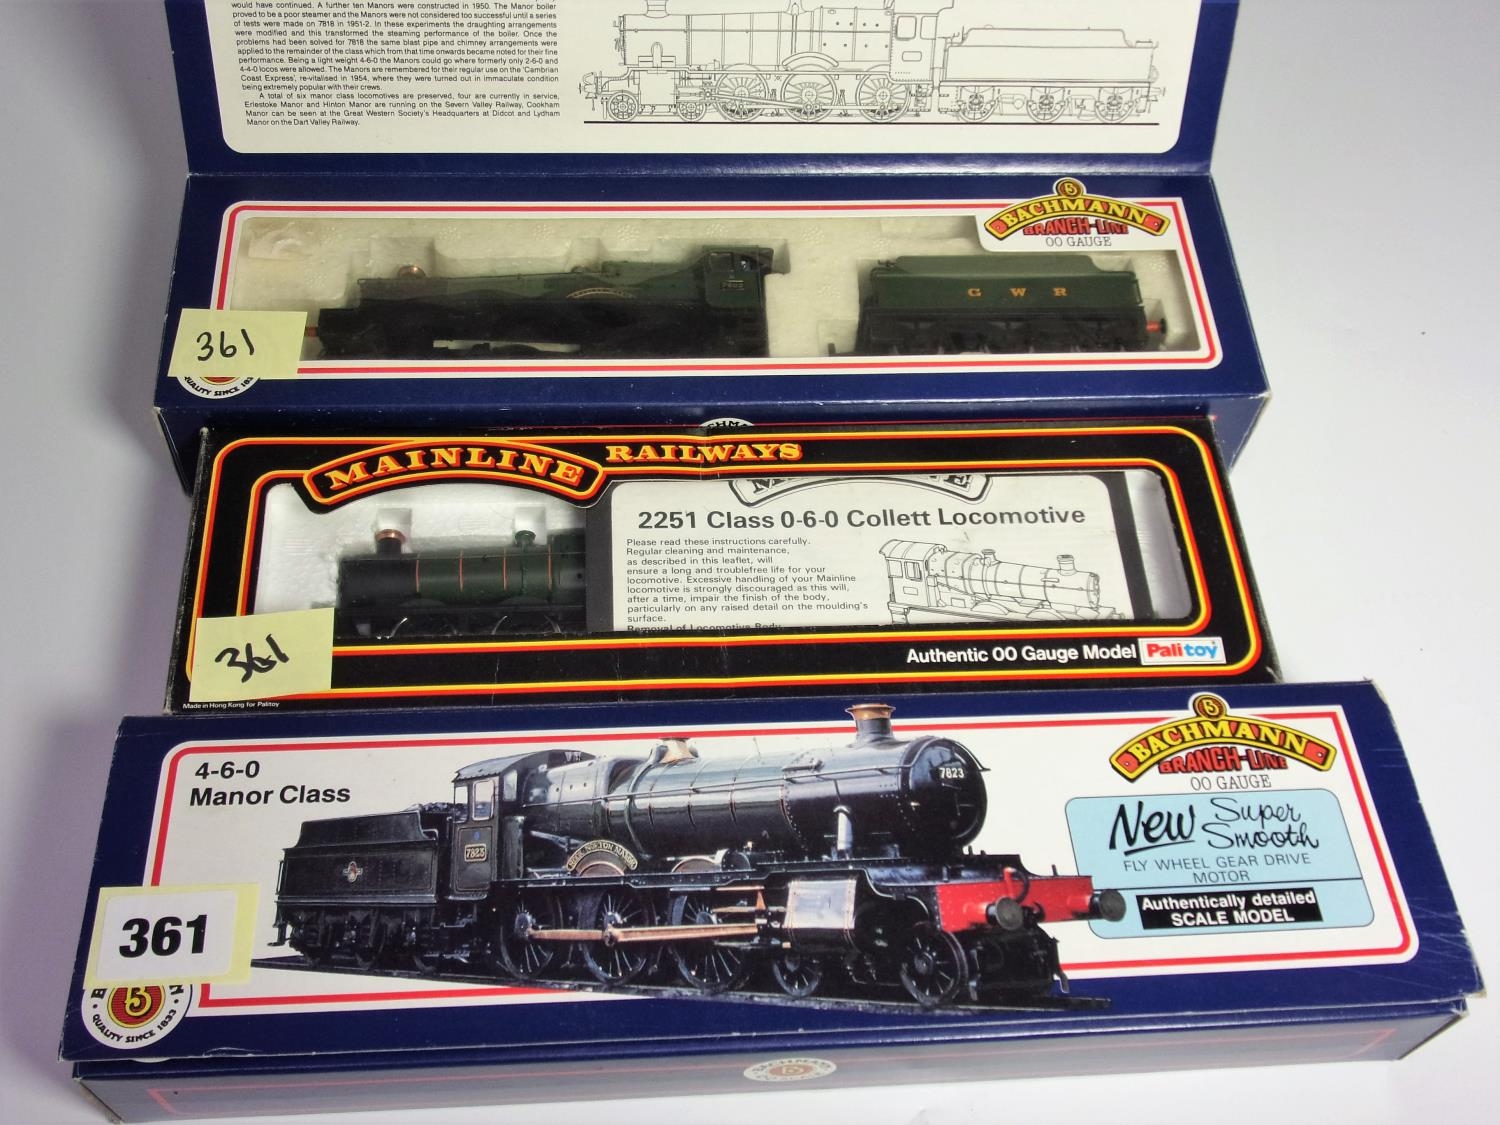 would have continued. A further ten Manors were constructed in 1950. The Manor boiler
proved to be a poor steamer and the Manors were not considered too successful until a series
of tests were made on 7818 in 1951-2. In these experiments the draughting arrangements
were modified and this transformed the steaming performance of the boiler. Once the
problems had been solved for 7818 the same blast pipe and chimney arrangements were
applied to the remainder of the class which from that time onwards became noted for their fine
performance. Being a light weight 4-6-0 the Manors could go where formerly only 2-6-0 and
4-4-0 locos were allowed. The Manors are remembered for their regular use on the 'Cambrian
Coast Express', re-vitalised in 1954, where they were turned out in immaculate condition
being extremely popular with their crews.
A total of six manor class locomotives are preserved, four are currently in service,
Erlestoke Manor and Hinton Manor are running on the Severn Valley Railway, Cookham
Manor can be seen at the Great Western Society's Headquarters at Didcot and Lydham
Manor on the Dart Valley Railway.
BACHMANN
BRANCH-LINE
OO GAUGE
G W R
361
QUALITY SINCE 1833
MAINLINE RAILWAYS
2251 Class 0-6-0 Collett Locomotive
Please read these instructions carefully.
Regular cleaning and maintenance,
as described in this leaflet, will
ensure a long and troublefree life for your
locomotive. Excessive handling of your Mainline
locomotive is strongly discouraged as this will,
after a time, impair the finish of the body,
particularly on any raised detail on the moulding's
surface.
Removal of Locomotive Body
361
Authentic OO Gauge Model Palitoy
Made in Hong Kong for Palitoy
4-6-0
Manor Class
BACHMANN
BRANCH-LINE
OO GAUGE
7823
7823
HOOK NORTON MANOR
New Super
Smooth
FLY WHEEL GEAR DRIVE
MOTOR
Authentically detailed
SCALE MODEL
361
QUALITY SINCE 1833
BACHMANN